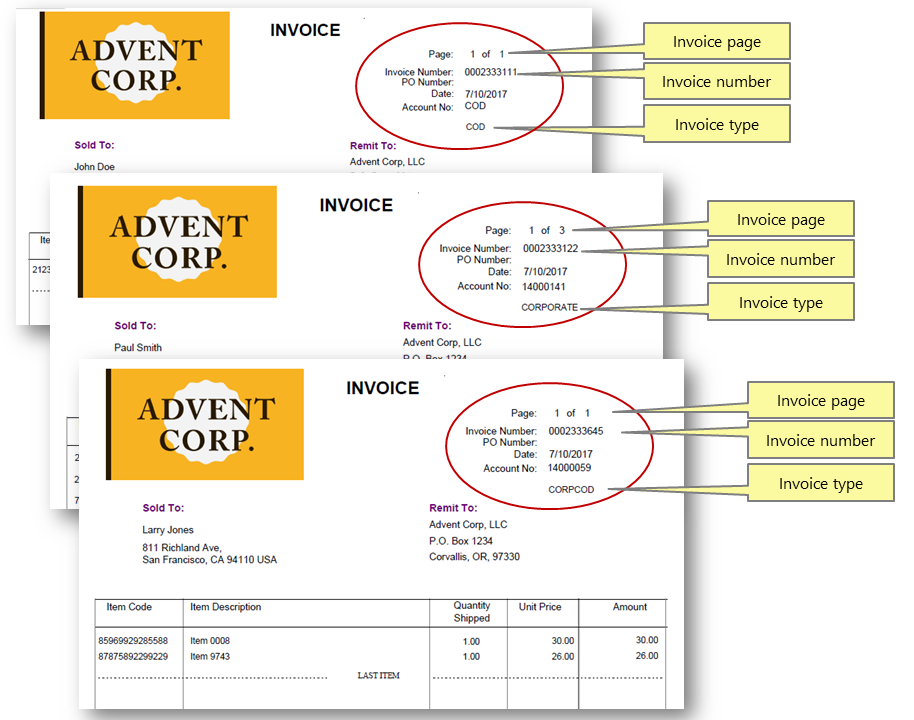 ADVENT
CORP.
INVOICE
Page: 1 of 1
Invoice Number: 0002333111
PO Number:
Date: 7/10/2017
Account No: COD
COD
Invoice page
Invoice number
Invoice type
Sold To:
John Doe
Remit To:
Advent Corp, LLC
Ite
2123
ADVENT
CORP.
INVOICE
Page: 1 of 3
Invoice Number: 0002333122
PO Number:
Date: 7/10/2017
Account No: 14000141
CORPORATE
Invoice page
Invoice number
Invoice type
Sold To:
Paul Smith
Remit To:
Advent Corp, LLC
P.O. Box 1234
2
2
7
ADVENT
CORP.
INVOICE
Page: 1 of 1
Invoice Number: 0002333645
PO Number:
Date: 7/10/2017
Account No: 14000059
CORPCOD
Invoice page
Invoice number
Invoice type
Sold To:
Larry Jones
811 Richland Ave,
San Francisco, CA 94110 USA
Remit To:
Advent Corp, LLC
P.O. Box 1234
Corvallis, OR, 97330
Item Code Item Description Quantity Shipped Unit Price Amount
85969929285588 Item 0008 1.00 30.00 30.00
87875892299229 Item 9743 1.00 26.00 26.00
LAST ITEM